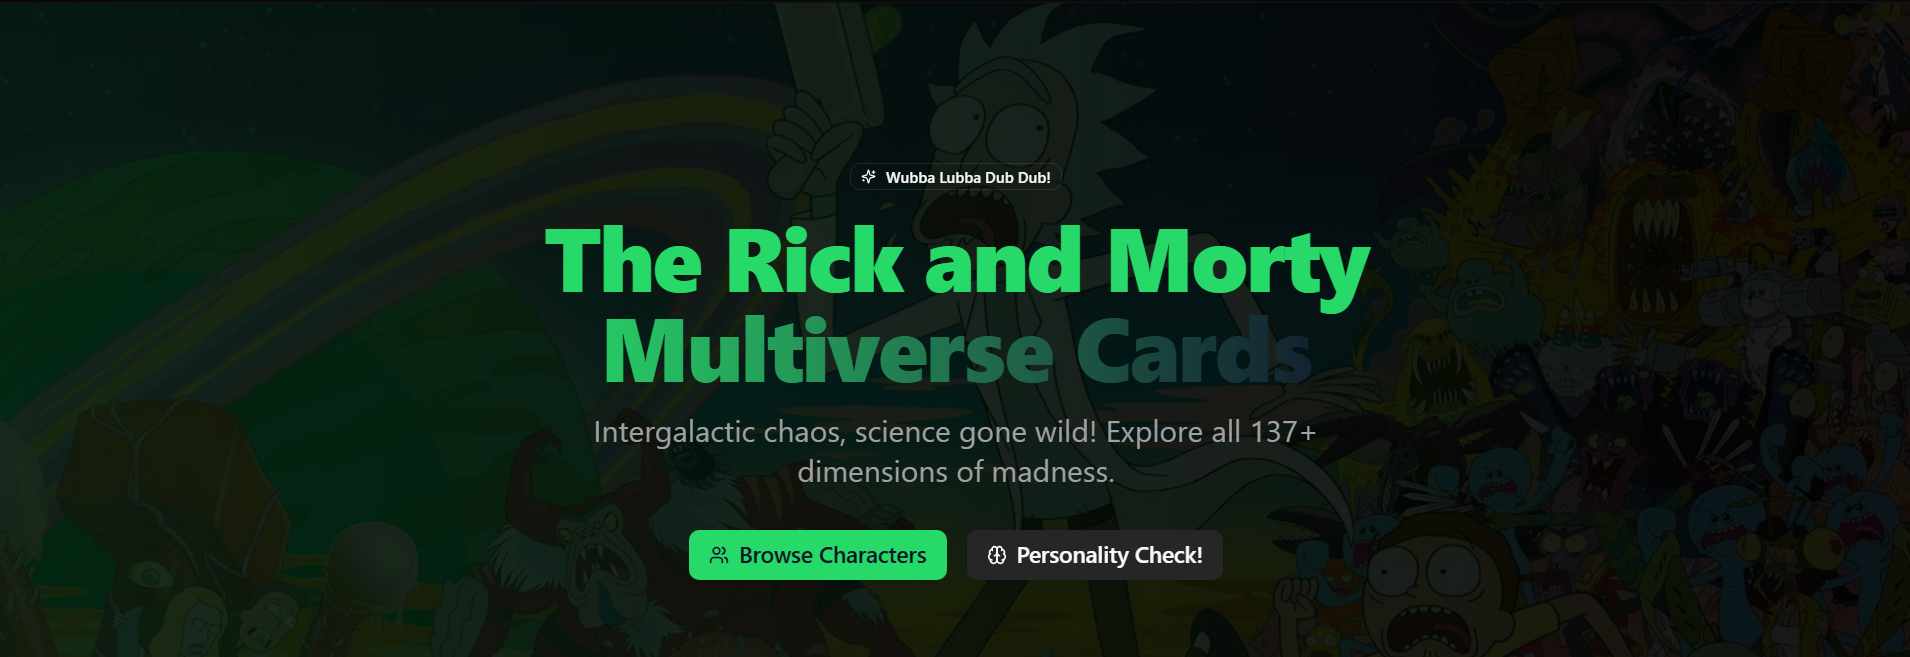 Wubba Lubba Dub Dub!
The Rick and Morty
Multiverse Cards
Intergalactic chaos, science gone wild! Explore all 137+
dimensions of madness.
Browse Characters
Personality Check!